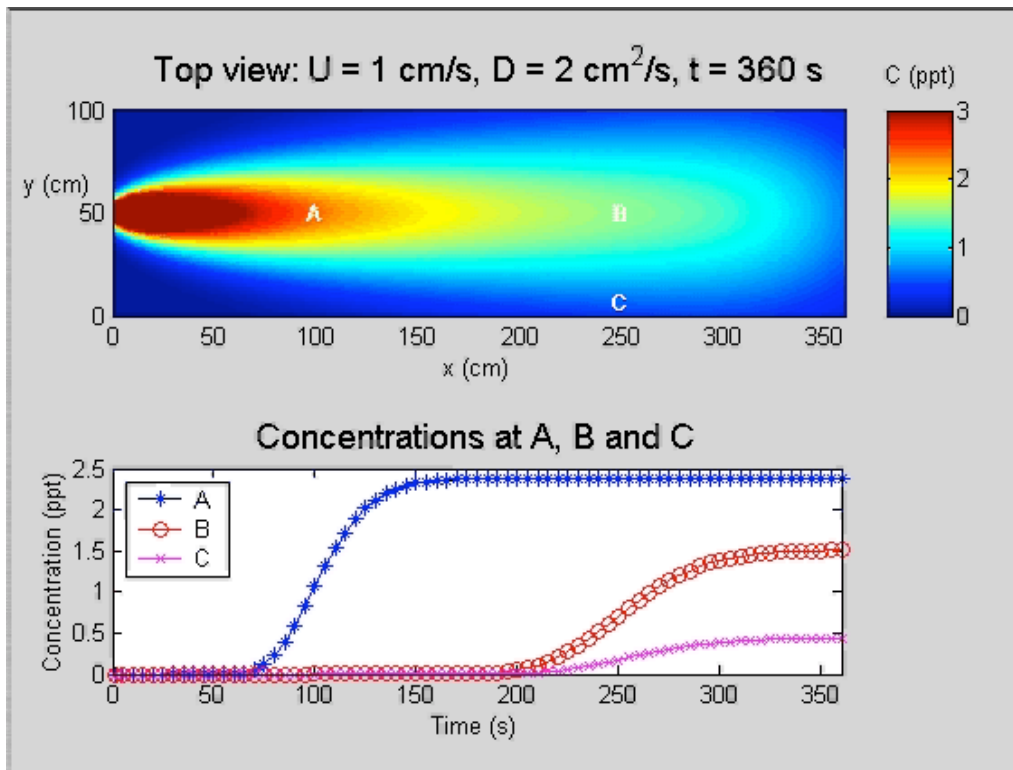 Top view: U = 1 cm/s, D = 2 cm²/s, t = 360 s
C (ppt)
100
50
0
y (cm)
A
B
C
0 50 100 150 200 250 300 350
x (cm)
3
2
1
0
Concentrations at A, B and C
2.5
2
1.5
1
0.5
0
Concentration (ppt)
A
B
C
0 50 100 150 200 250 300 350
Time (s)